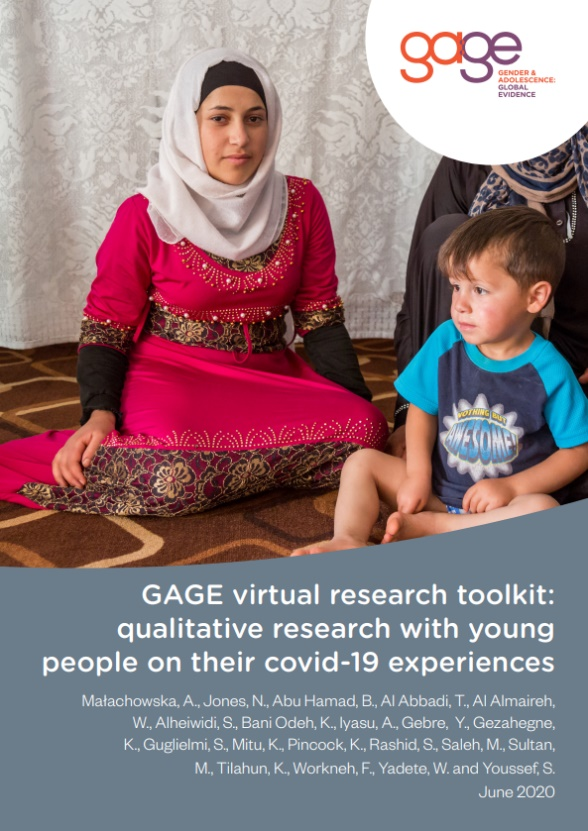 gage
GENDER &
ADOLESCENCE:
GLOBAL
EVIDENCE
NOTHING BUT
AWESOME!
GAGE virtual research toolkit:
qualitative research with young
people on their covid-19 experiences
Małachowska, A., Jones, N., Abu Hamad, B., Al Abbadi, T., Al Almaireh,
W., Alheiwidi, S., Bani Odeh, K., Iyasu, A., Gebre, Y., Gezahegne,
K., Guglielmi, S., Mitu, K., Pincock, K., Rashid, S., Saleh, M., Sultan,
M., Tilahun, K., Workneh, F., Yadete, W. and Youssef, S.
June 2020